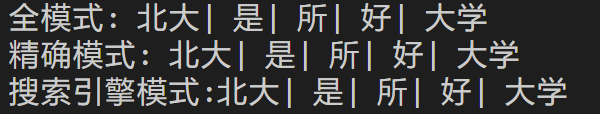 全模式: 北大| 是| 所| 好| 大学
精确模式: 北大| 是| 所| 好| 大学
搜索引擎模式:北大| 是| 所| 好| 大学